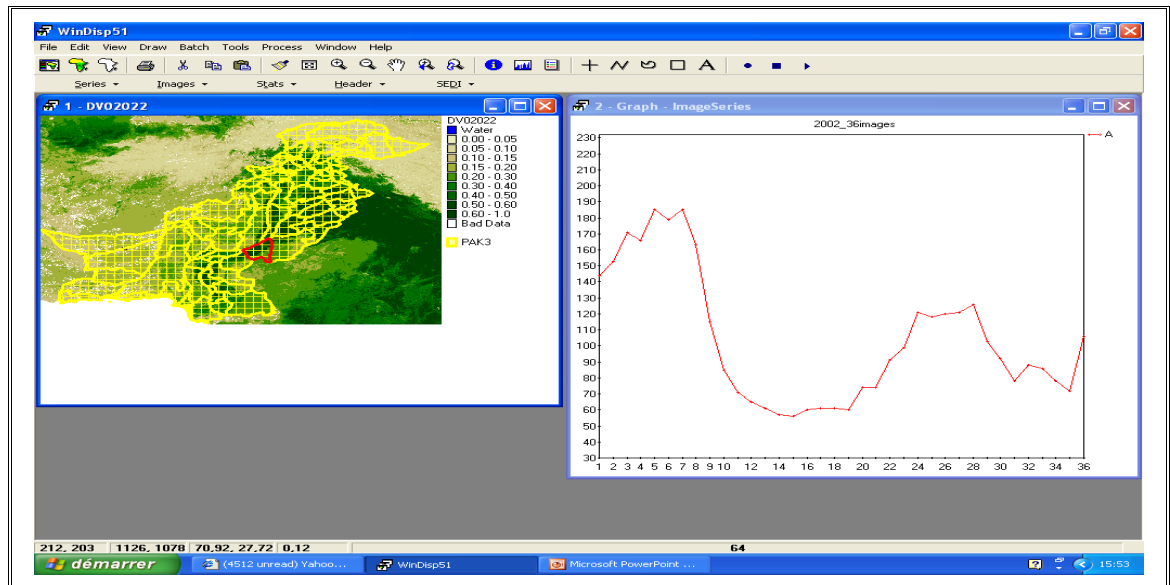 WinDisp51
File Edit View Draw Batch Tools Process Window Help
Series Images Stats Header SEDI
1 - DV02022
DV02022
Water
0.00 - 0.05
0.05 - 0.10
0.10 - 0.15
0.15 - 0.20
0.20 - 0.30
0.30 - 0.40
0.40 - 0.50
0.50 - 0.60
0.60 - 1.0
Bad Data
PAK3
2 - Graph - ImageSeries
2002_36images
A
230
220
210
200
190
180
170
160
150
140
130
120
110
100
90
80
70
60
50
40
30
1 2 3 4 5 6 7 8 9 10 12 14 16 18 20 22 24 26 28 30 32 34 36
212, 203 1126, 1078 70,92, 27,72 0,12 64
démarrer (4512 unread) Yahoo... WinDisp51 Microsoft PowerPoint ... 15:53